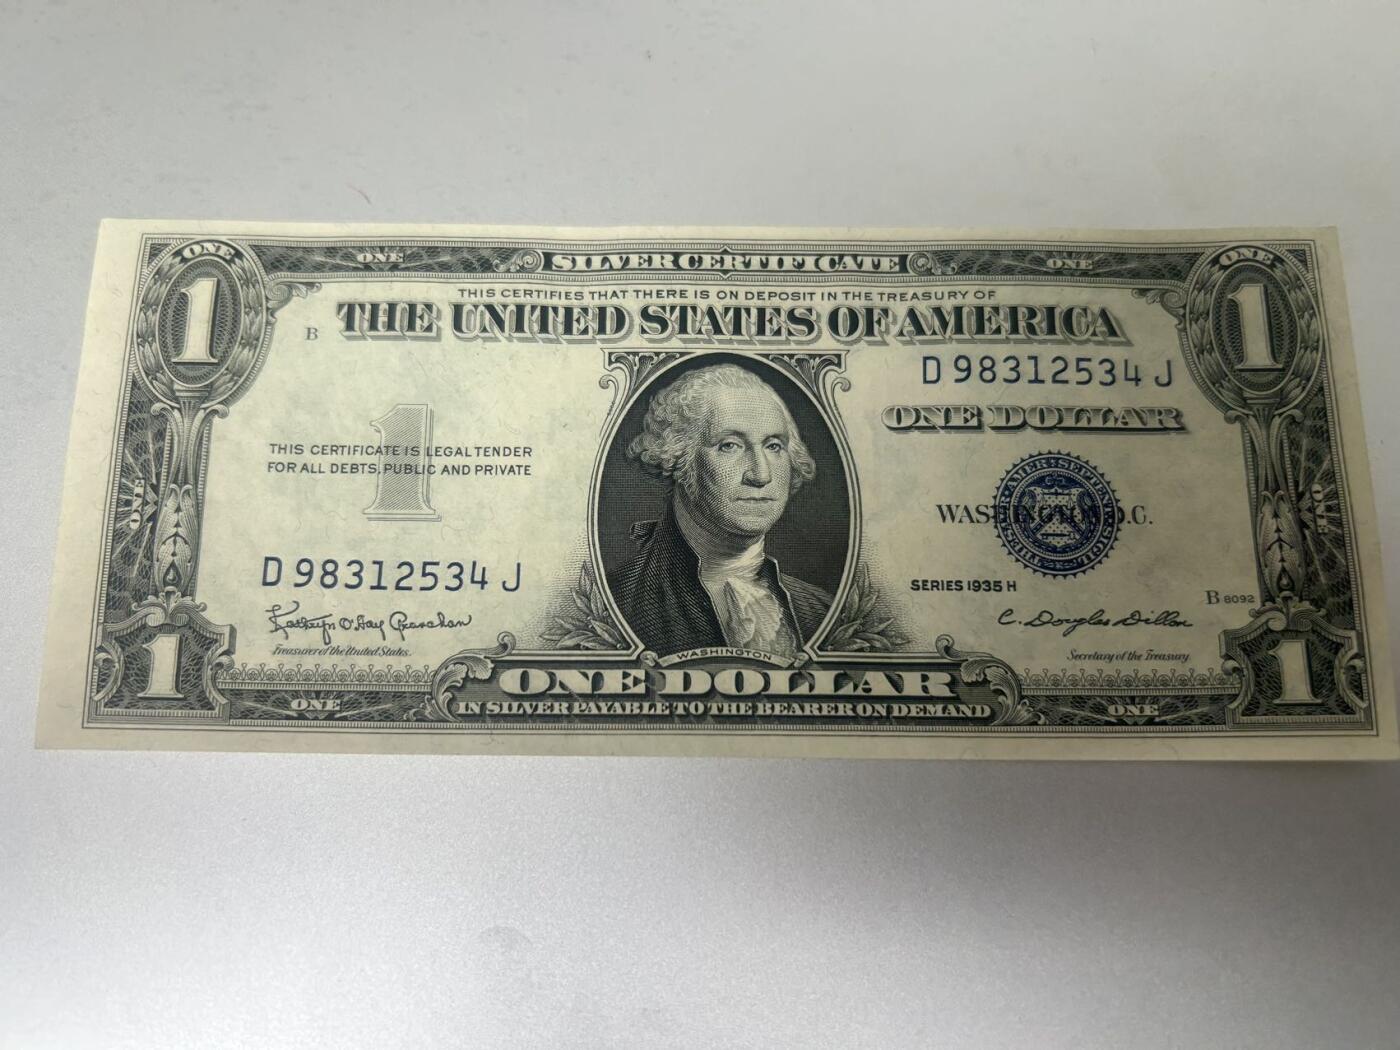 ONE
1
ONE
SILVER CERTIFICATE
ONE
ONE
1
THIS CERTIFIES THAT THERE IS ON DEPOSIT IN THE TREASURY OF
B
THE UNITED STATES OF AMERICA
D 98312534 J
ONE DOLLAR
1
THIS CERTIFICATE IS LEGAL TENDER
FOR ALL DEBTS, PUBLIC AND PRIVATE
ONE
ONE
WASHINGTON, D.C.
D 98312534 J
SERIES 1935 H
B 8092
Kathryn O'Hay Granahan
C. Douglas Dillon
Treasurer of the United States.
Secretary of the Treasury.
WASHINGTON
1
ONE DOLLAR
1
ONE
IN SILVER PAYABLE TO THE BEARER ON DEMAND
ONE